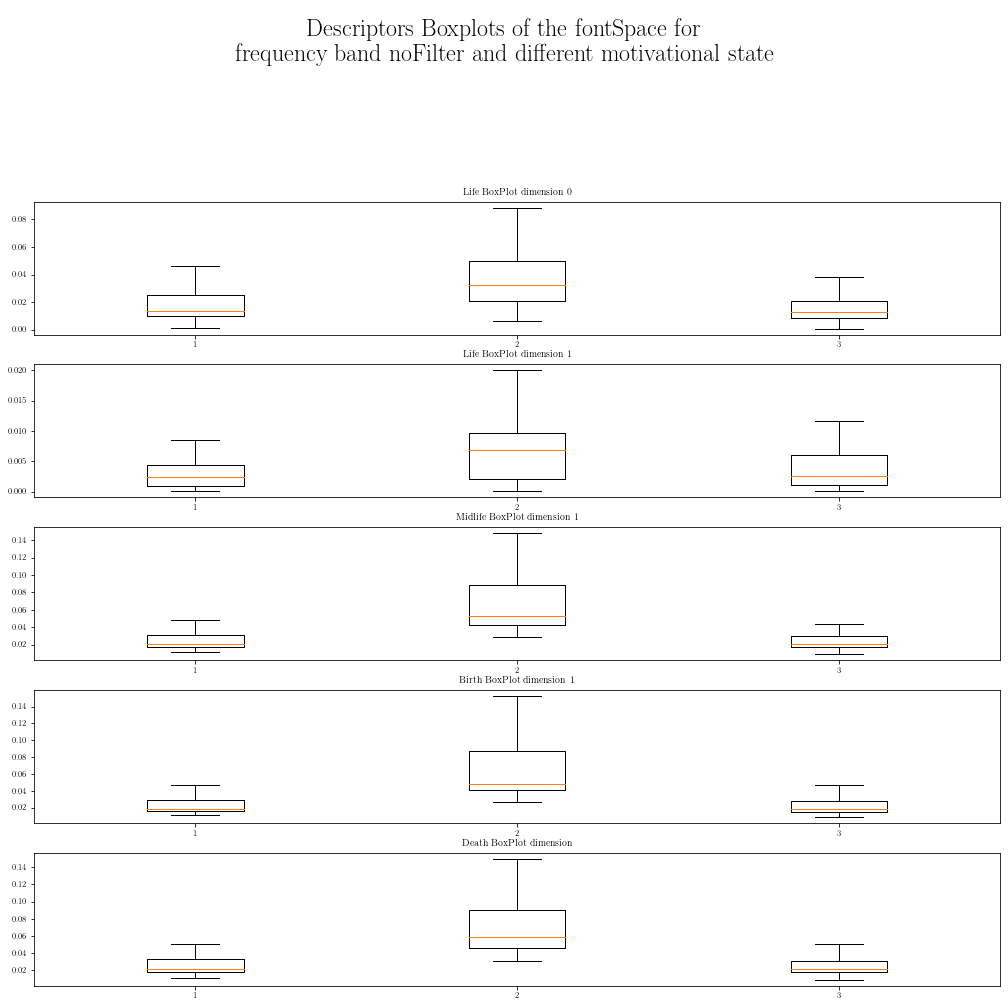 Descriptors Boxplots of the fontSpace for
frequency band noFilter and different motivational state
Life BoxPlot dimension 0
0.08
0.06
0.04
0.02
0.00
1 2 3
Life BoxPlot dimension 1
0.020
0.015
0.010
0.005
0.000
1 2 3
Midlife BoxPlot dimension 1
0.14
0.12
0.10
0.08
0.06
0.04
0.02
1 2 3
Birth BoxPlot dimension 1
0.14
0.12
0.10
0.08
0.06
0.04
0.02
1 2 3
Death BoxPlot dimension
0.14
0.12
0.10
0.08
0.06
0.04
0.02
1 2 3